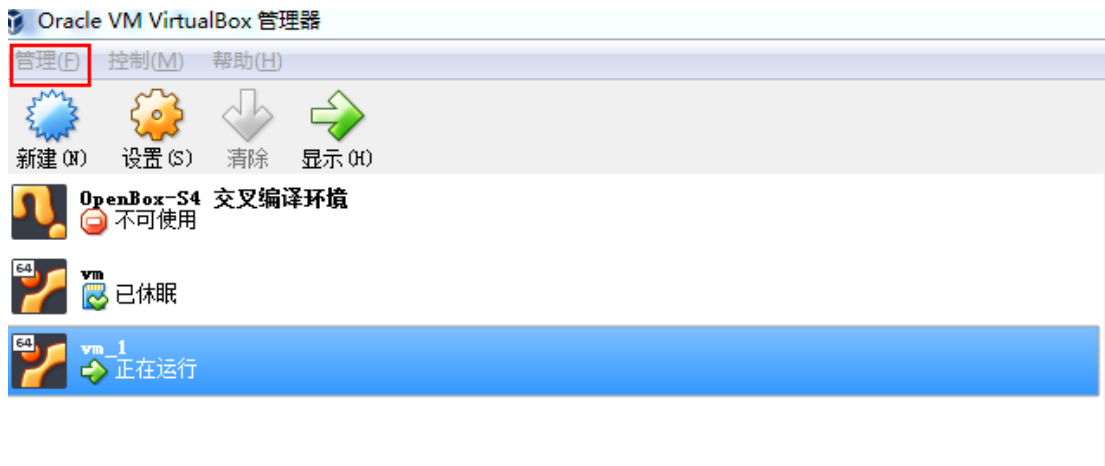 Oracle VM VirtualBox 管理器
管理(F) 控制(M) 帮助(H)
新建(N) 设置(S) 清除 显示(H)
OpenBox-S4 交叉编译环境
不可使用
64
vm
已休眠
64
vm_1
正在运行